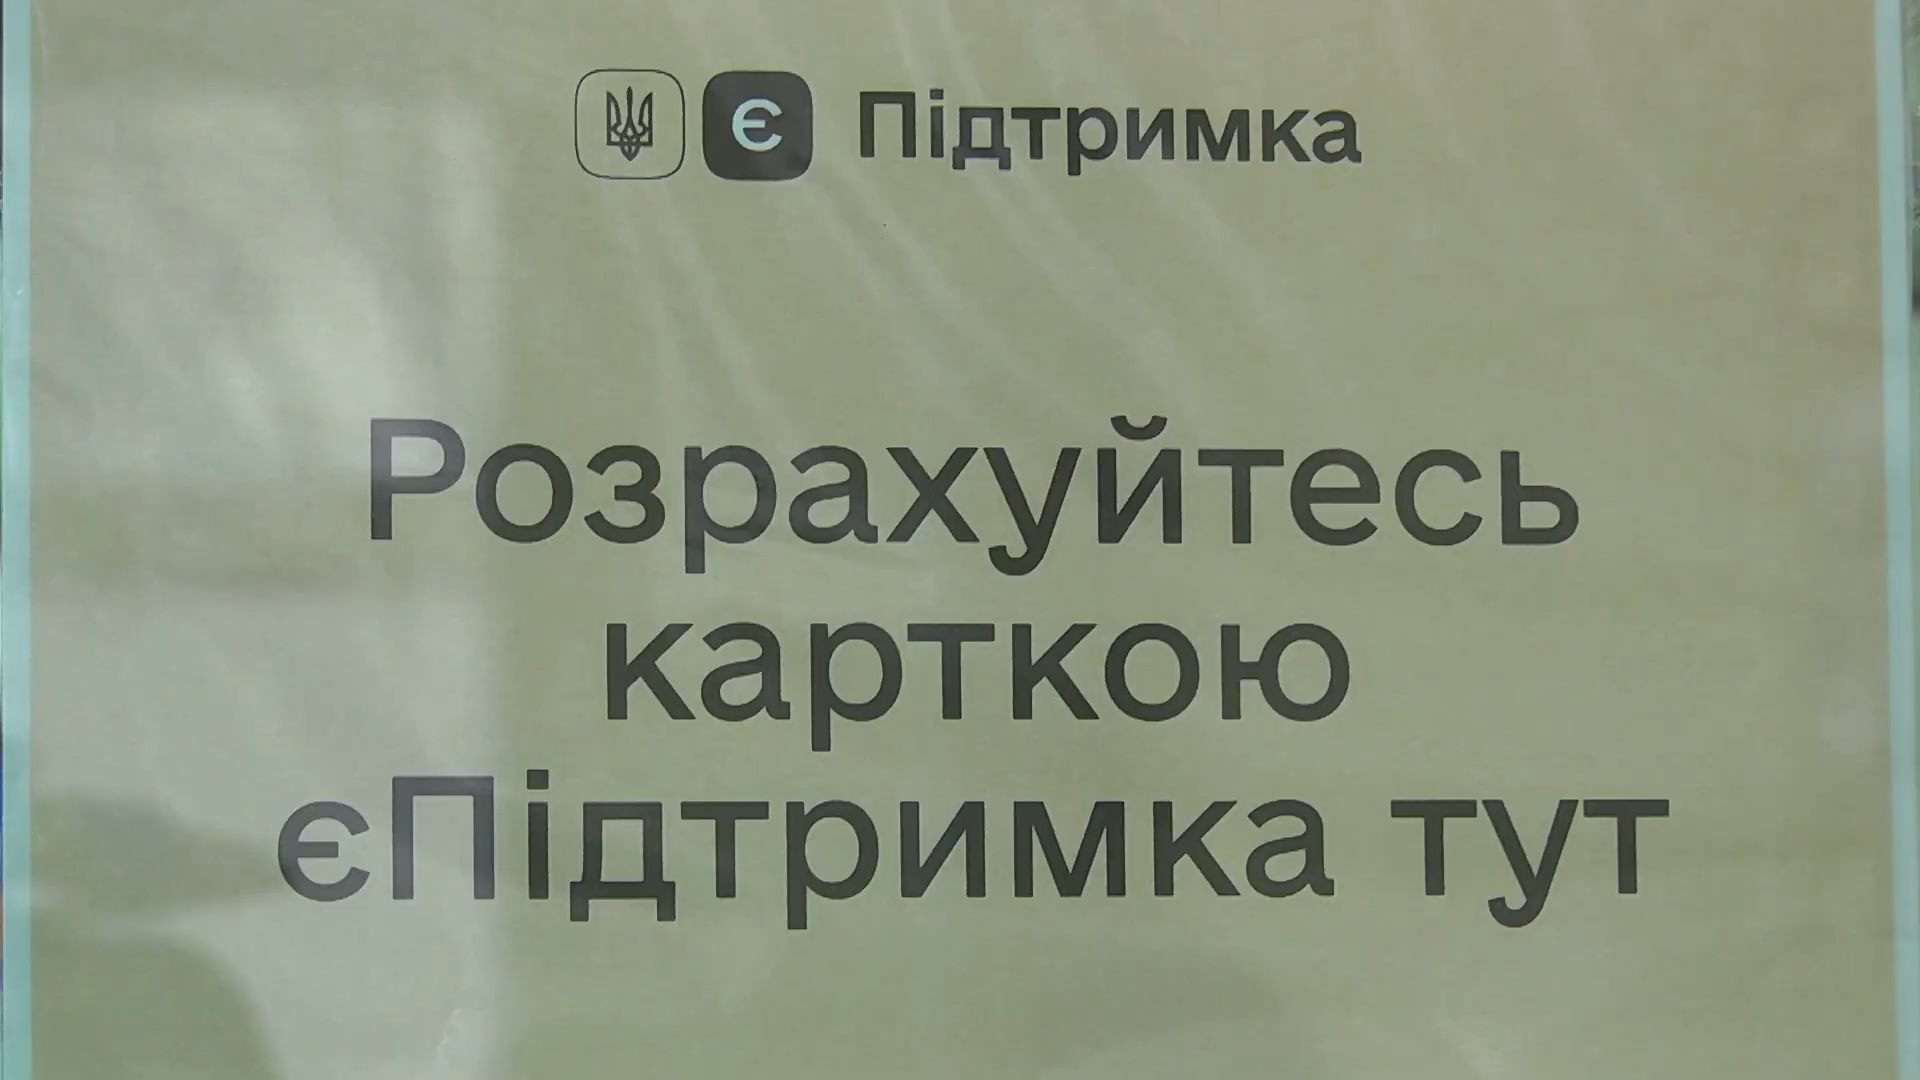 є Підтримка
Розрахуйтесь
карткою
єПідтримка тут